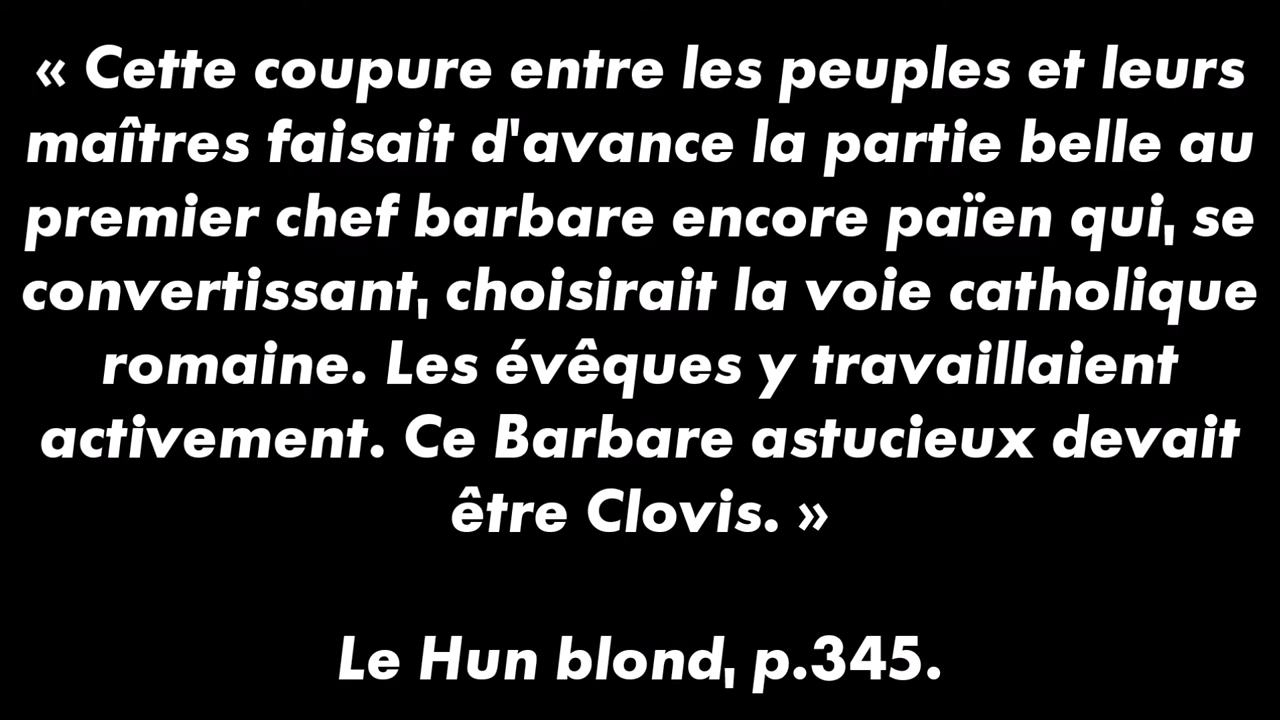 « Cette coupure entre les peuples et leurs
maîtres faisait d'avance la partie belle au
premier chef barbare encore païen qui, se
convertissant, choisirait la voie catholique
romaine. Les évêques y travaillaient
activement. Ce Barbare astucieux devait
être Clovis. »
Le Hun blond, p.345.